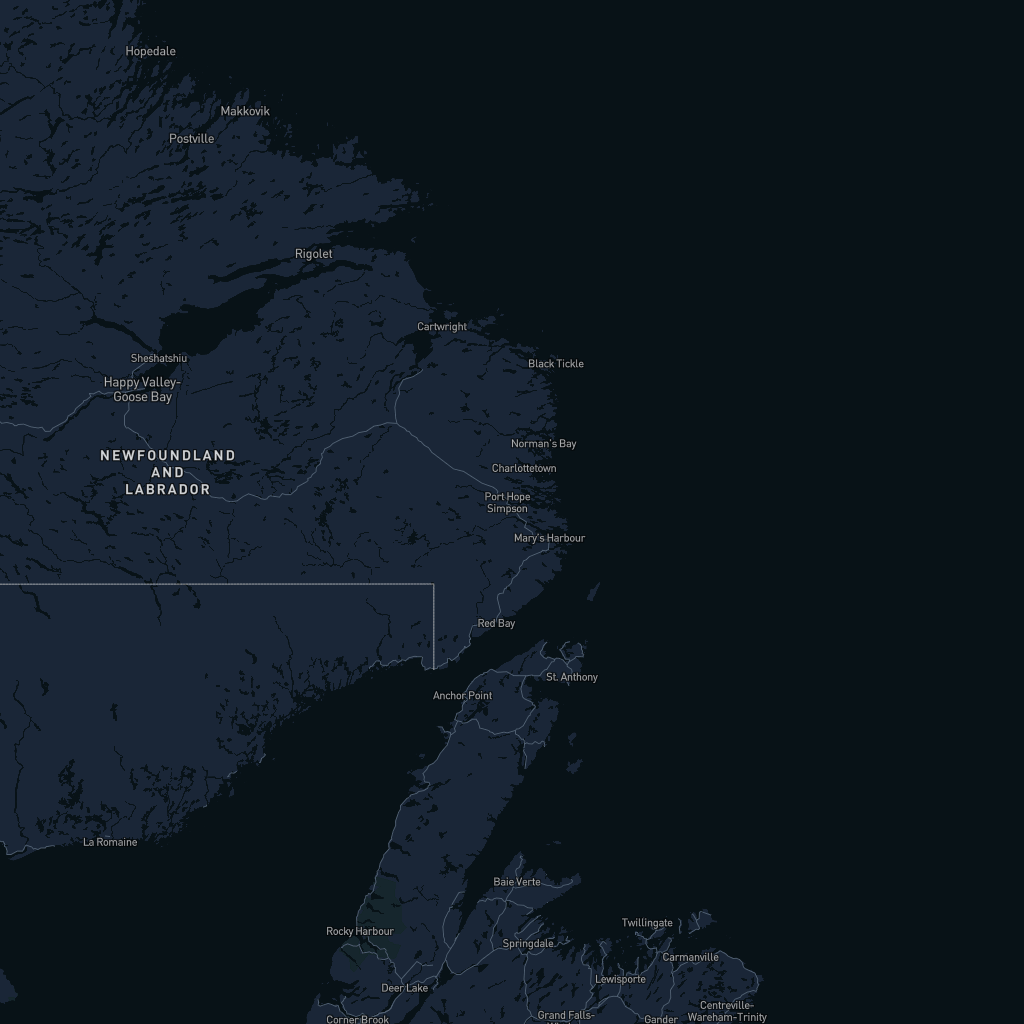 Hopedale
Makkovik
Postville
Rigolet
Cartwright
Sheshatshiu
Black Tickle
Happy Valley-
Goose Bay
Norman's Bay
NEWFOUNDLAND
AND
LABRADOR
Charlottetown
Port Hope
Simpson
Mary's Harbour
Red Bay
St. Anthony
Anchor Point
La Romaine
Baie Verte
Twillingate
Rocky Harbour
Springdale
Carmanville
Lewisporte
Deer Lake
Centreville-
Wareham-Trinity
Grand Falls-
Corner Brook
Gander